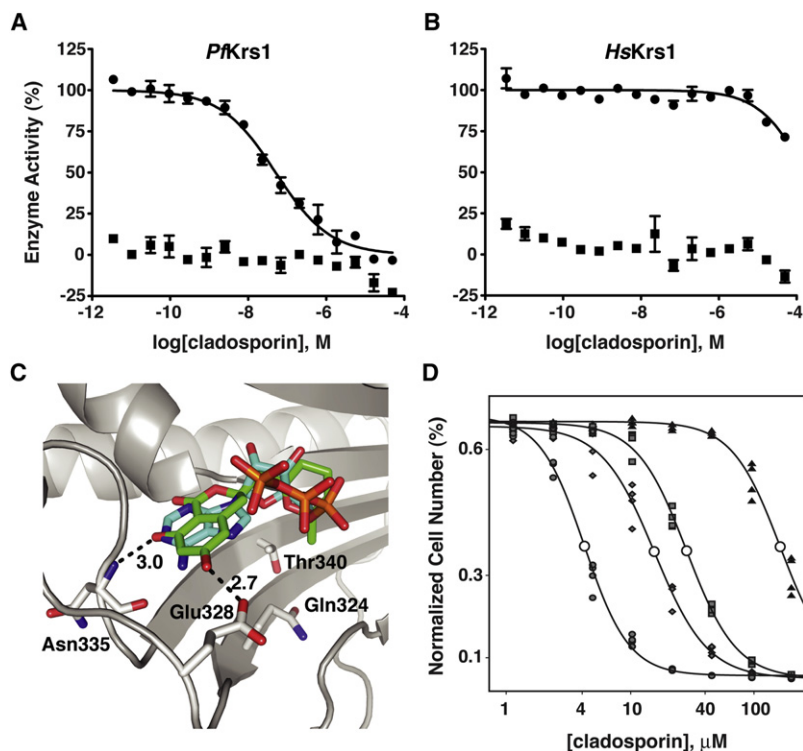 A
PfKrs1
B
HsKrs1
Enzyme Activity (%)
125
100
75
50
25
0
-25
-12
-10
-8
-6
-4
log[cladosporin], M
125
100
75
50
25
0
-25
-12
-10
-8
-6
-4
log[cladosporin], M
C
3.0
2.7
Thr340
Glu328
Gln324
Asn335
D
Normalized Cell Number (%)
0.6
0.3
0.1
1
4
10
40
100
[cladosporin], μM